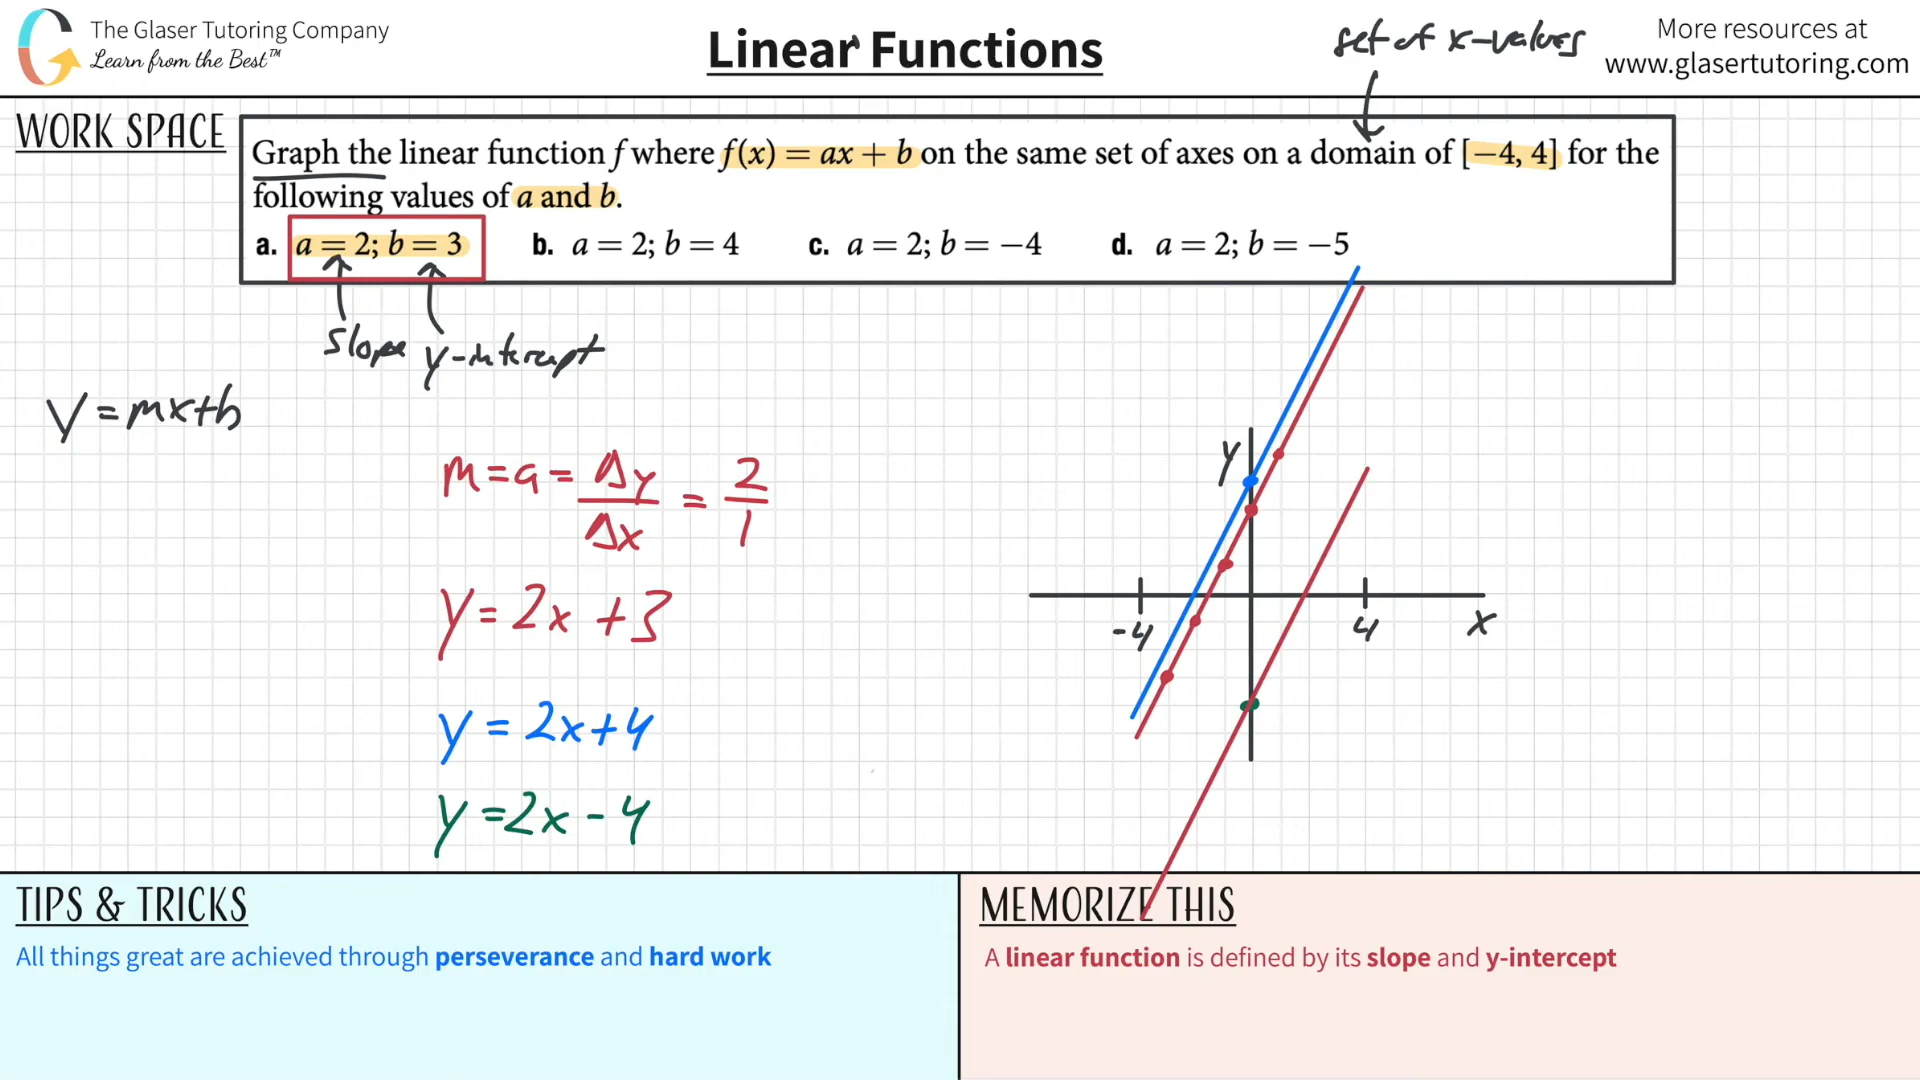 The Glaser Tutoring Company
Learn from the Best™
Linear Functions
set of x-values
More resources at
www.glasertutoring.com
WORK SPACE
Graph the linear function f where f(x) = ax + b on the same set of axes on a domain of [−4, 4] for the
following values of a and b.
a. a = 2; b = 3 b. a = 2; b = 4 c. a = 2; b = −4 d. a = 2; b = −5
slope y-intercept
y = mx+b
m = a = Δy/Δx = 2/1
y = 2x + 3
y = 2x+4
y = 2x - 4
y
-4 4 x
TIPS & TRICKS
All things great are achieved through perseverance and hard work
MEMORIZE THIS
A linear function is defined by its slope and y-intercept